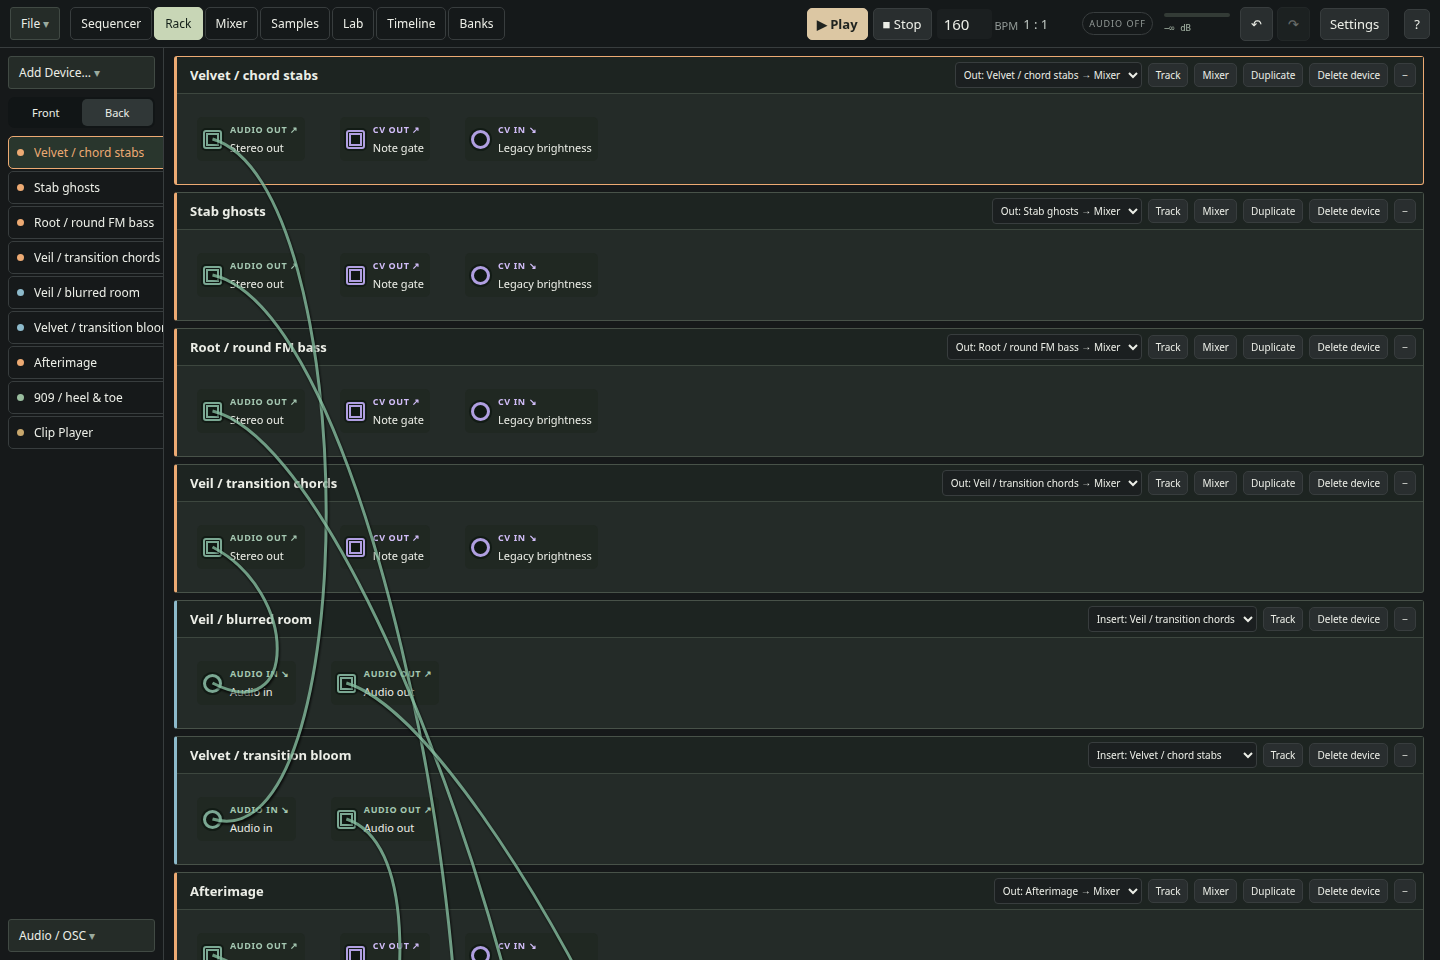 File ▾ Sequencer Rack Mixer Samples Lab Timeline Banks ▶ Play ■ Stop 160 BPM 1 : 1 AUDIO OFF −∞ dB ↶ ↷ Settings ?
Add Device... ▾
Front Back
Velvet / chord stabs
Stab ghosts
Root / round FM bass
Veil / transition chords
Veil / blurred room
Velvet / transition bloom
Afterimage
909 / heel & toe
Clip Player
Audio / OSC ▾
Velvet / chord stabs Out: Velvet / chord stabs → Mixer Track Mixer Duplicate Delete device −
AUDIO OUT ↗ CV OUT ↗ CV IN ↘
Stereo out Note gate Legacy brightness
Stab ghosts Out: Stab ghosts → Mixer Track Mixer Duplicate Delete device −
AUDIO OUT ↗ CV OUT ↗ CV IN ↘
Stereo out Note gate Legacy brightness
Root / round FM bass Out: Root / round FM bass → Mixer Track Mixer Duplicate Delete device −
AUDIO OUT ↗ CV OUT ↗ CV IN ↘
Stereo out Note gate Legacy brightness
Veil / transition chords Out: Veil / transition chords → Mixer Track Mixer Duplicate Delete device −
AUDIO OUT ↗ CV OUT ↗ CV IN ↘
Stereo out Note gate Legacy brightness
Veil / blurred room Insert: Veil / transition chords Track Delete device −
AUDIO IN ↘ AUDIO OUT ↗
Audio in Audio out
Velvet / transition bloom Insert: Velvet / chord stabs Track Delete device −
AUDIO IN ↘ AUDIO OUT ↗
Audio in Audio out
Afterimage Out: Afterimage → Mixer Track Mixer Duplicate Delete device −
AUDIO OUT ↗ CV OUT ↗ CV IN ↘